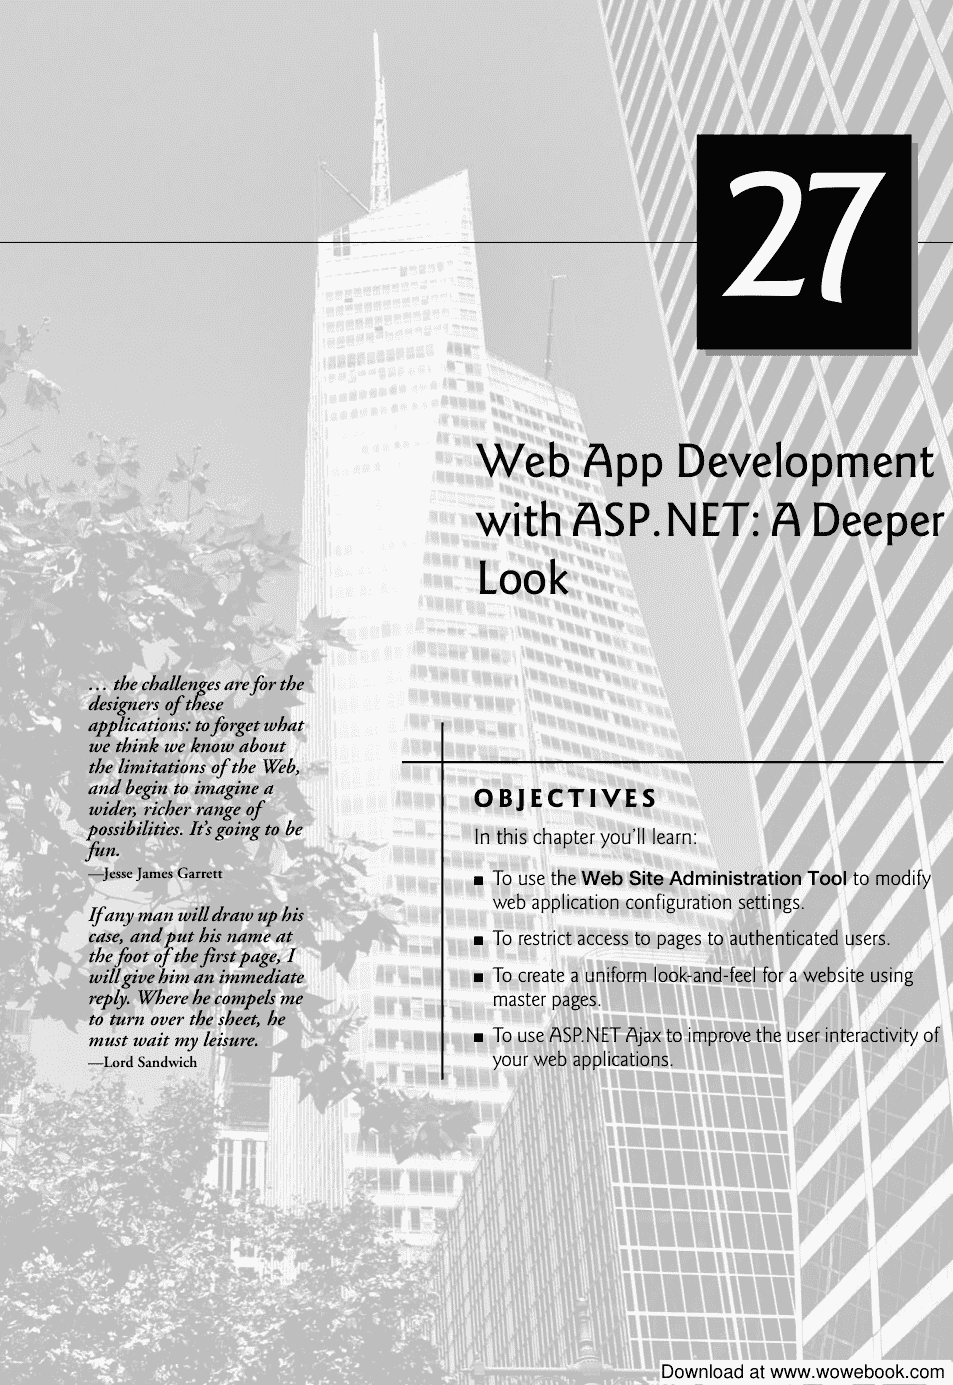 27
Web App Development
with ASP.NET: A Deeper
Look
… the challenges are for the
designers of these
applications: to forget what
we think we know about
the limitations of the Web,
and begin to imagine a
wider, richer range of
possibilities. It’s going to be
fun.
—Jesse James Garrett
If any man will draw up his
case, and put his name at
the foot of the first page, I
will give him an immediate
reply. Where he compels me
to turn over the sheet, he
must wait my leisure.
—Lord Sandwich
OBJECTIVES
In this chapter you’ll learn:
■ To use the Web Site Administration Tool to modify
web application configuration settings.
■ To restrict access to pages to authenticated users.
■ To create a uniform look-and-feel for a website using
master pages.
■ To use ASP.NET Ajax to improve the user interactivity of
your web applications.
Download at www.wowebook.com